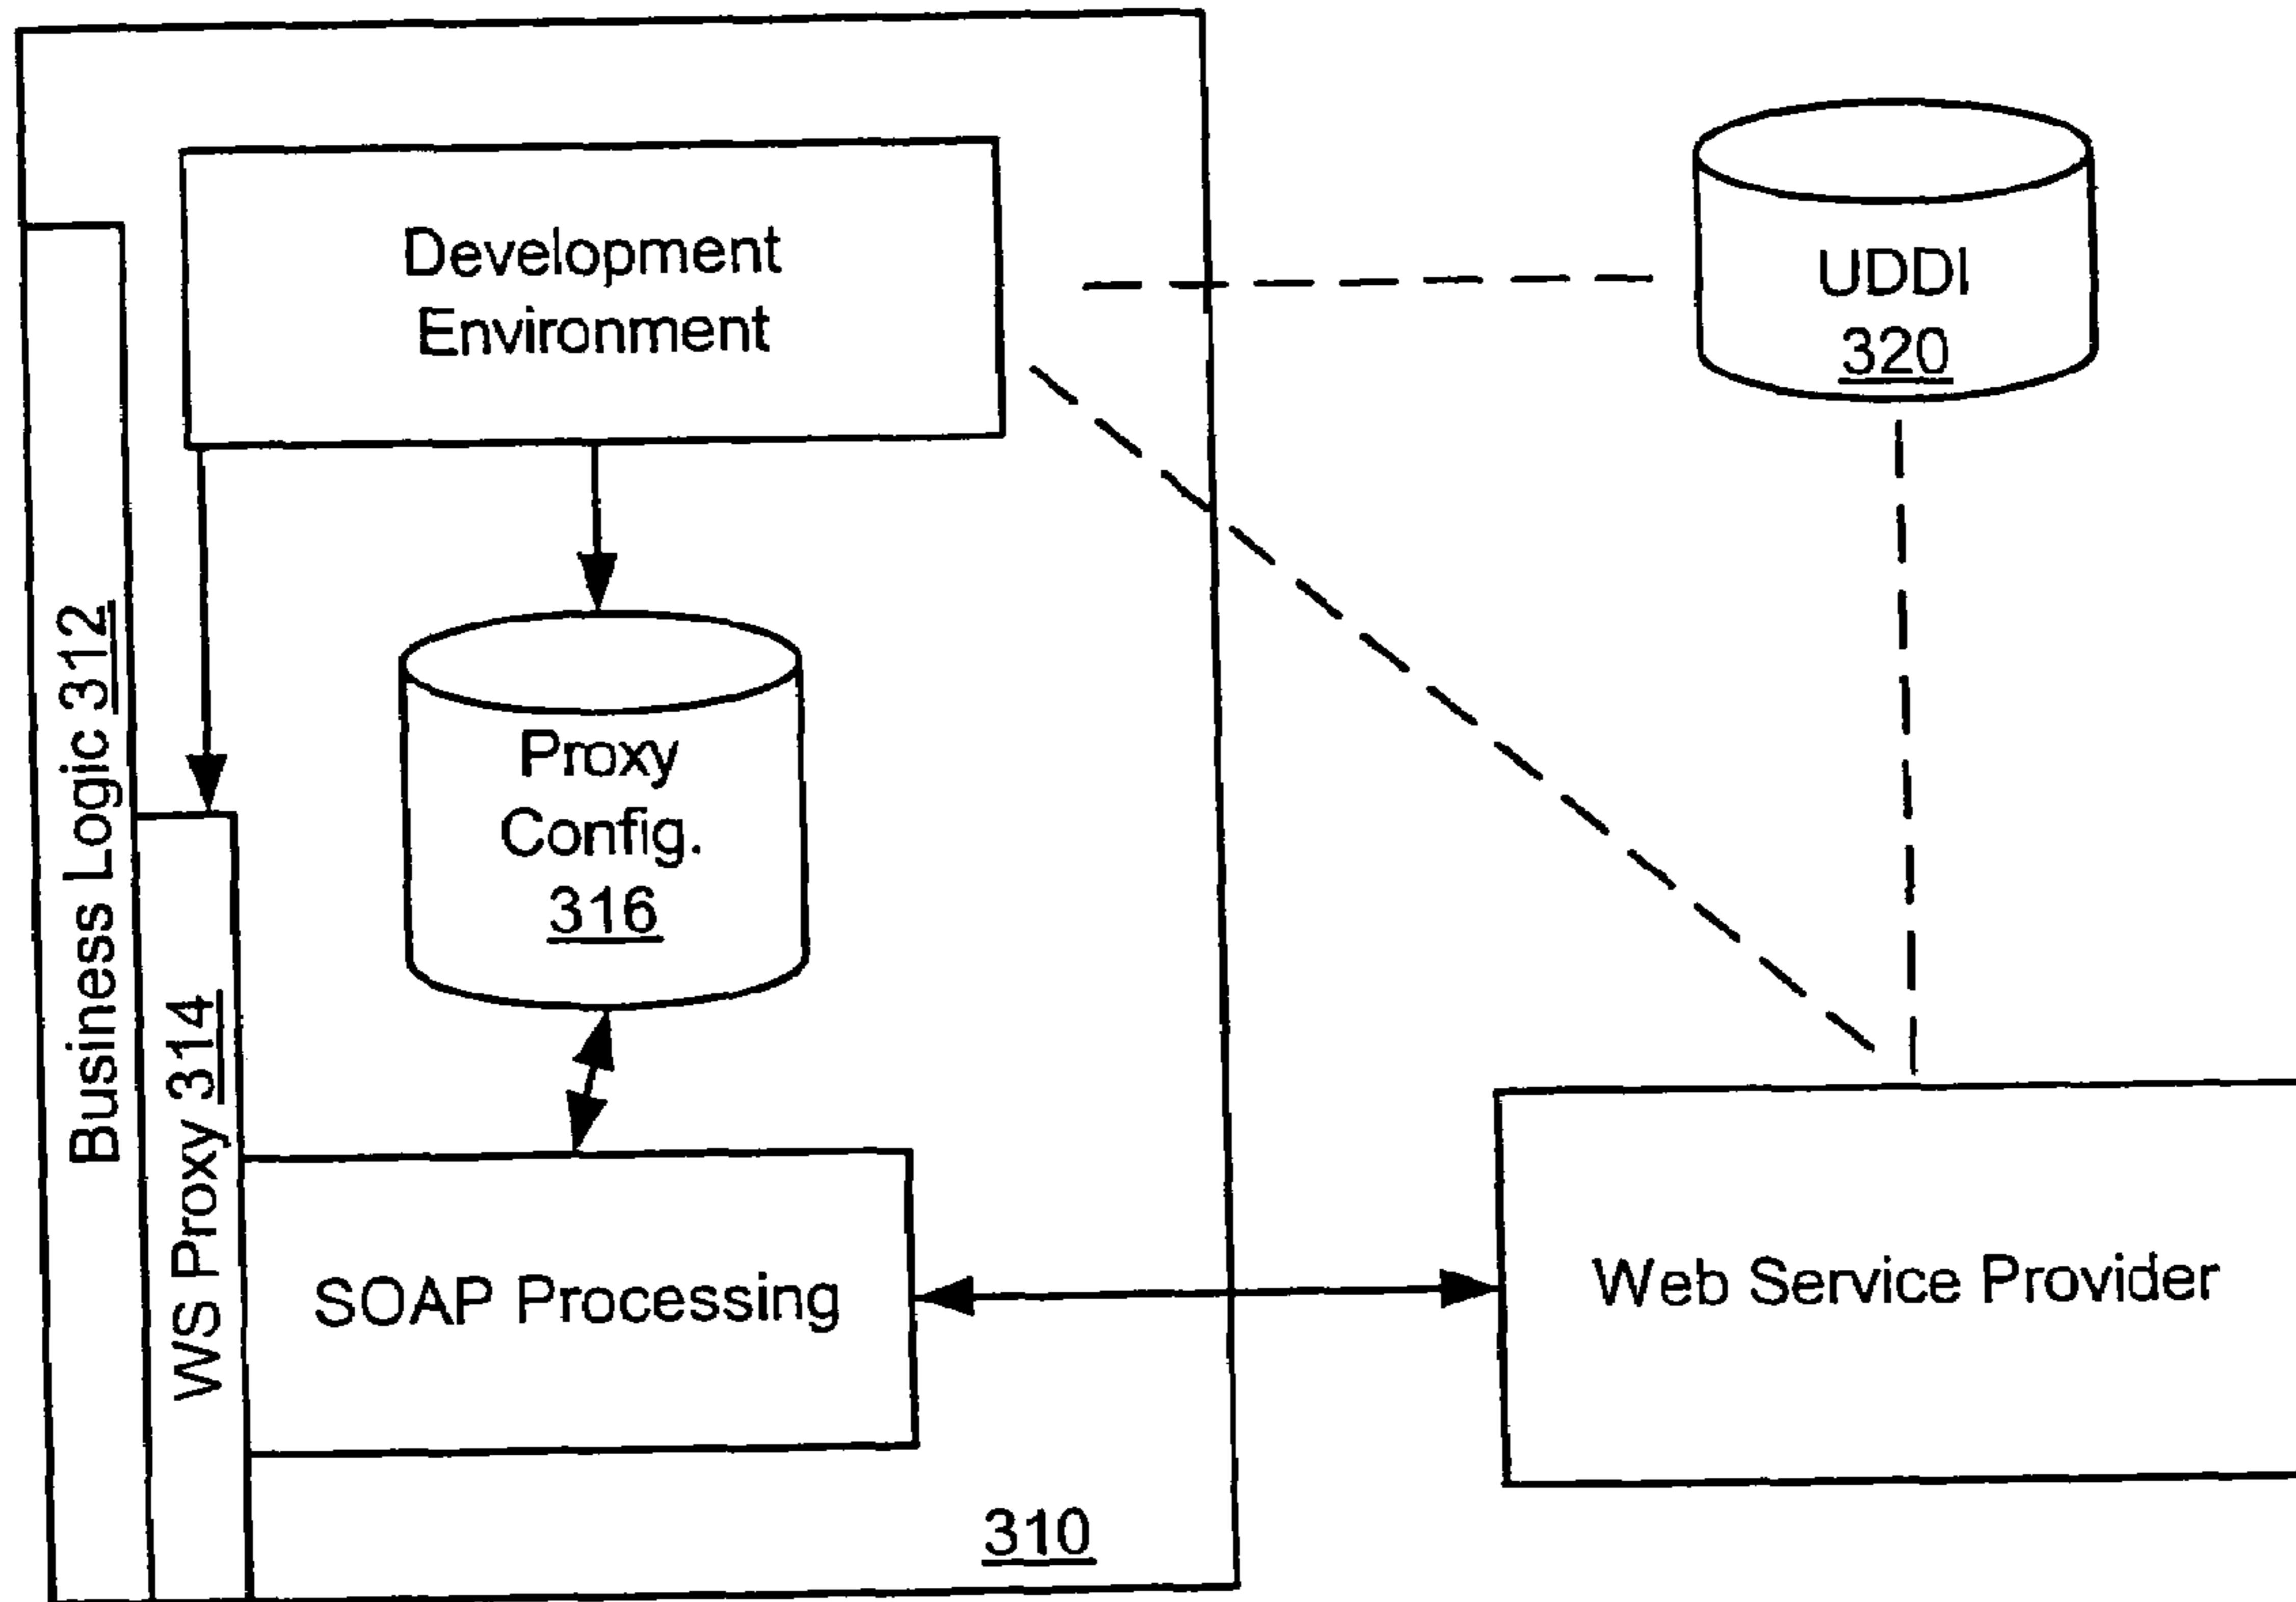 Development
Environment
UDDI
320
Business Logic 312
Proxy
Config.
316
WS Proxy 314
SOAP Processing
Web Service Provider
310